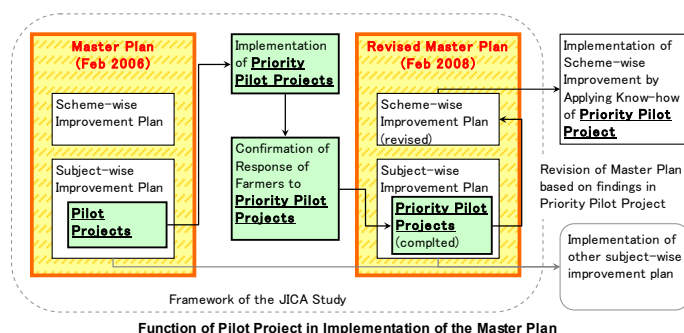 Master Plan
(Feb 2006)
Scheme-wise
Improvement Plan
Subject-wise
Improvement Plan
Pilot
Projects
Implementation
of Priority
Pilot Projects
Confirmation of
Response of
Farmers to
Priority Pilot
Projects
Revised Master Plan
(Feb 2008)
Scheme-wise
Improvement Plan
(revised)
Subject-wise
Improvement Plan
Priority Pilot
Projects
(complted)
Implementation of
Scheme-wise
Improvement by
Applying Know-how
of Priority Pilot
Project
Revision of Master Plan
based on findings in
Priority Pilot Project
Implementation of
other subject-wise
improvement plan
Framework of the JICA Study
Function of Pilot Project in Implementation of the Master Plan